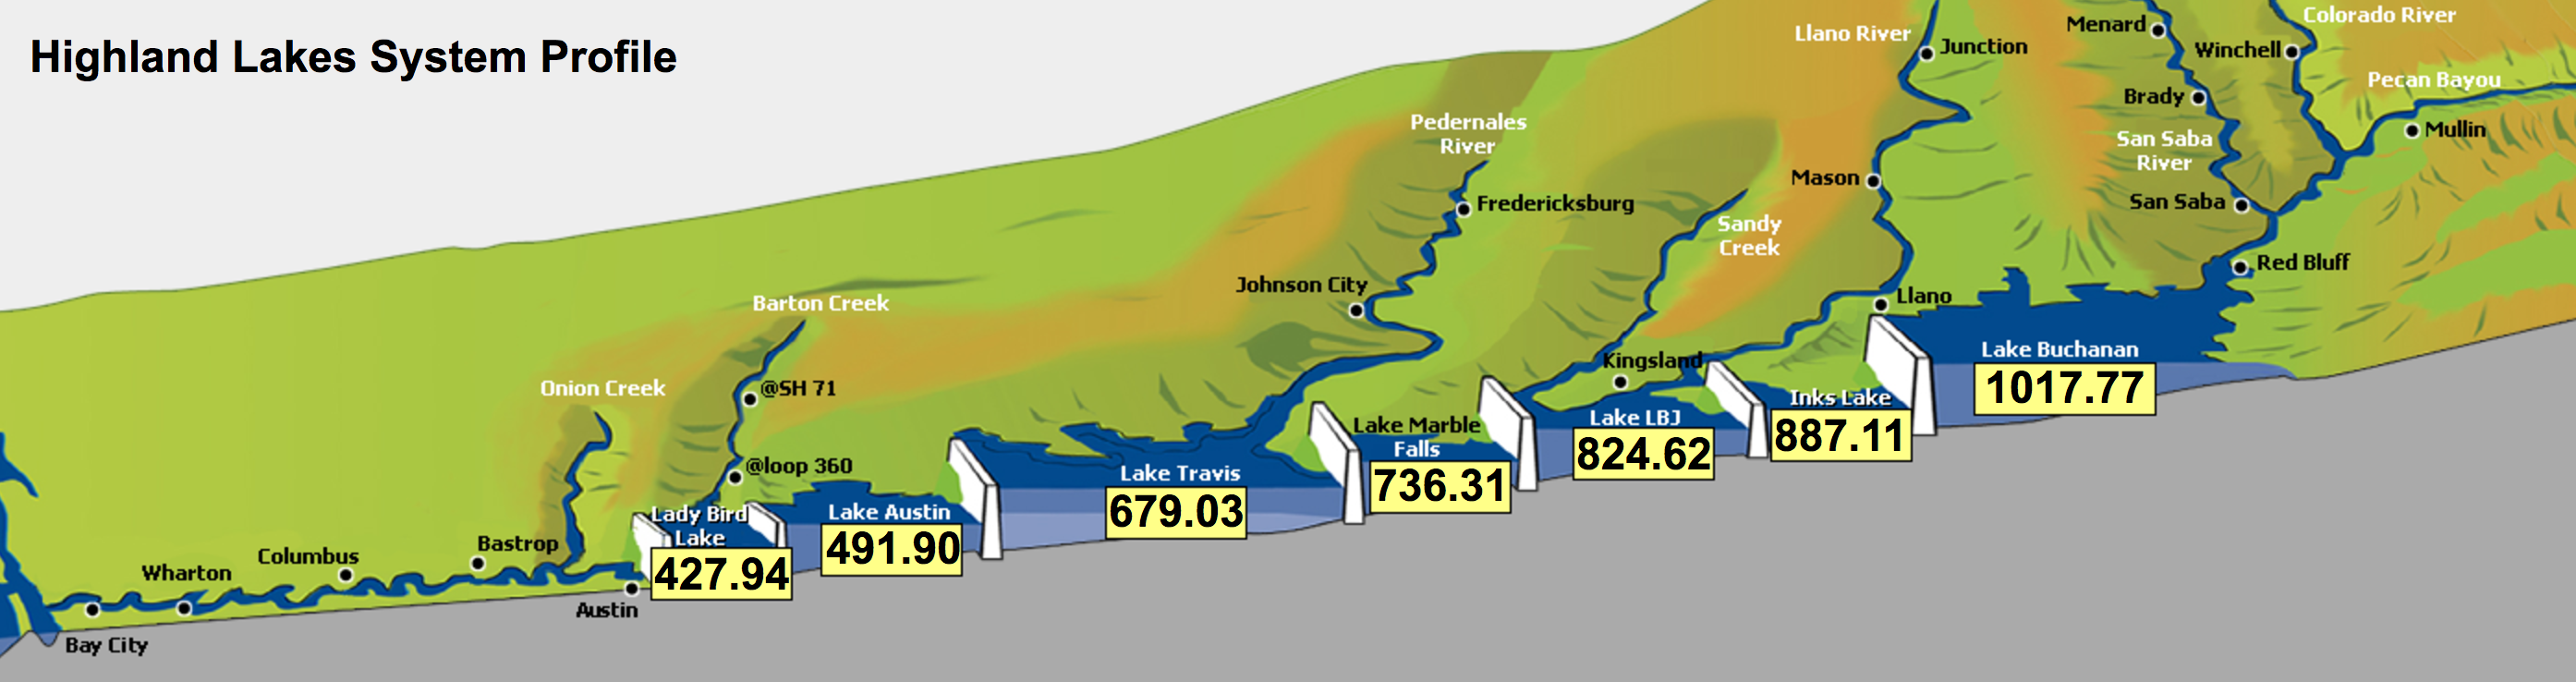 Highland Lakes System Profile
Llano River
Junction
Menard
Winchell
Colorado River
Pecan Bayou
Brady
Mullin
San Saba
River
San Saba
Red Bluff
Pedernales
River
Fredericksburg
Mason
Sandy
Creek
Johnson City
Llano
Barton Creek
Onion Creek
@SH 71
@loop 360
Kingsland
Lake Buchanan
1017.77
Inks Lake
887.11
Lake LBJ
824.62
Lake Marble
Falls
736.31
Lake Travis
679.03
Lake Austin
491.90
Lady Bird
Lake
427.94
Bastrop
Columbus
Wharton
Austin
Bay City